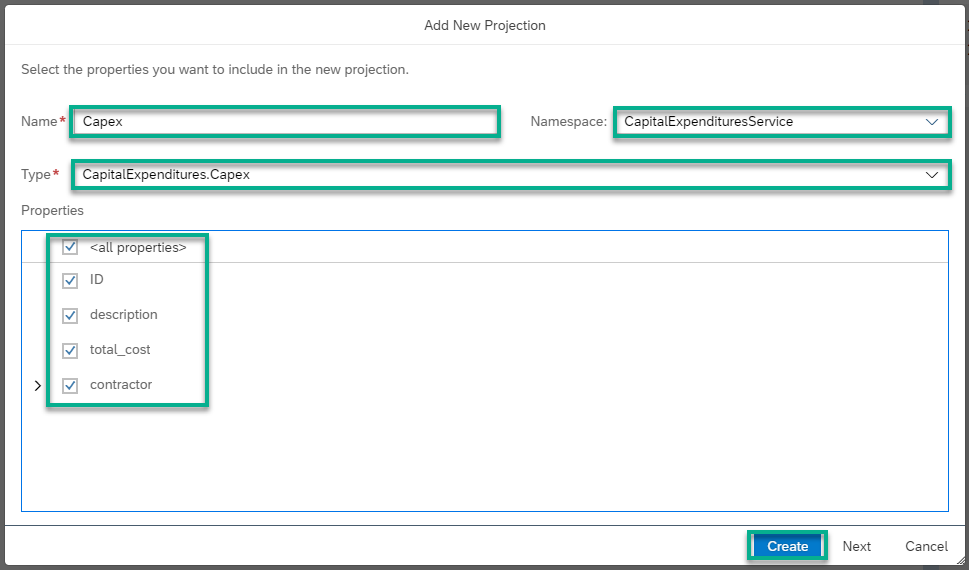 Add New Projection
Select the properties you want to include in the new projection.
Name* Capex Namespace: CapitalExpendituresService
Type* CapitalExpenditures.Capex
Properties
<all properties>
ID
description
total_cost
contractor
Create Next Cancel